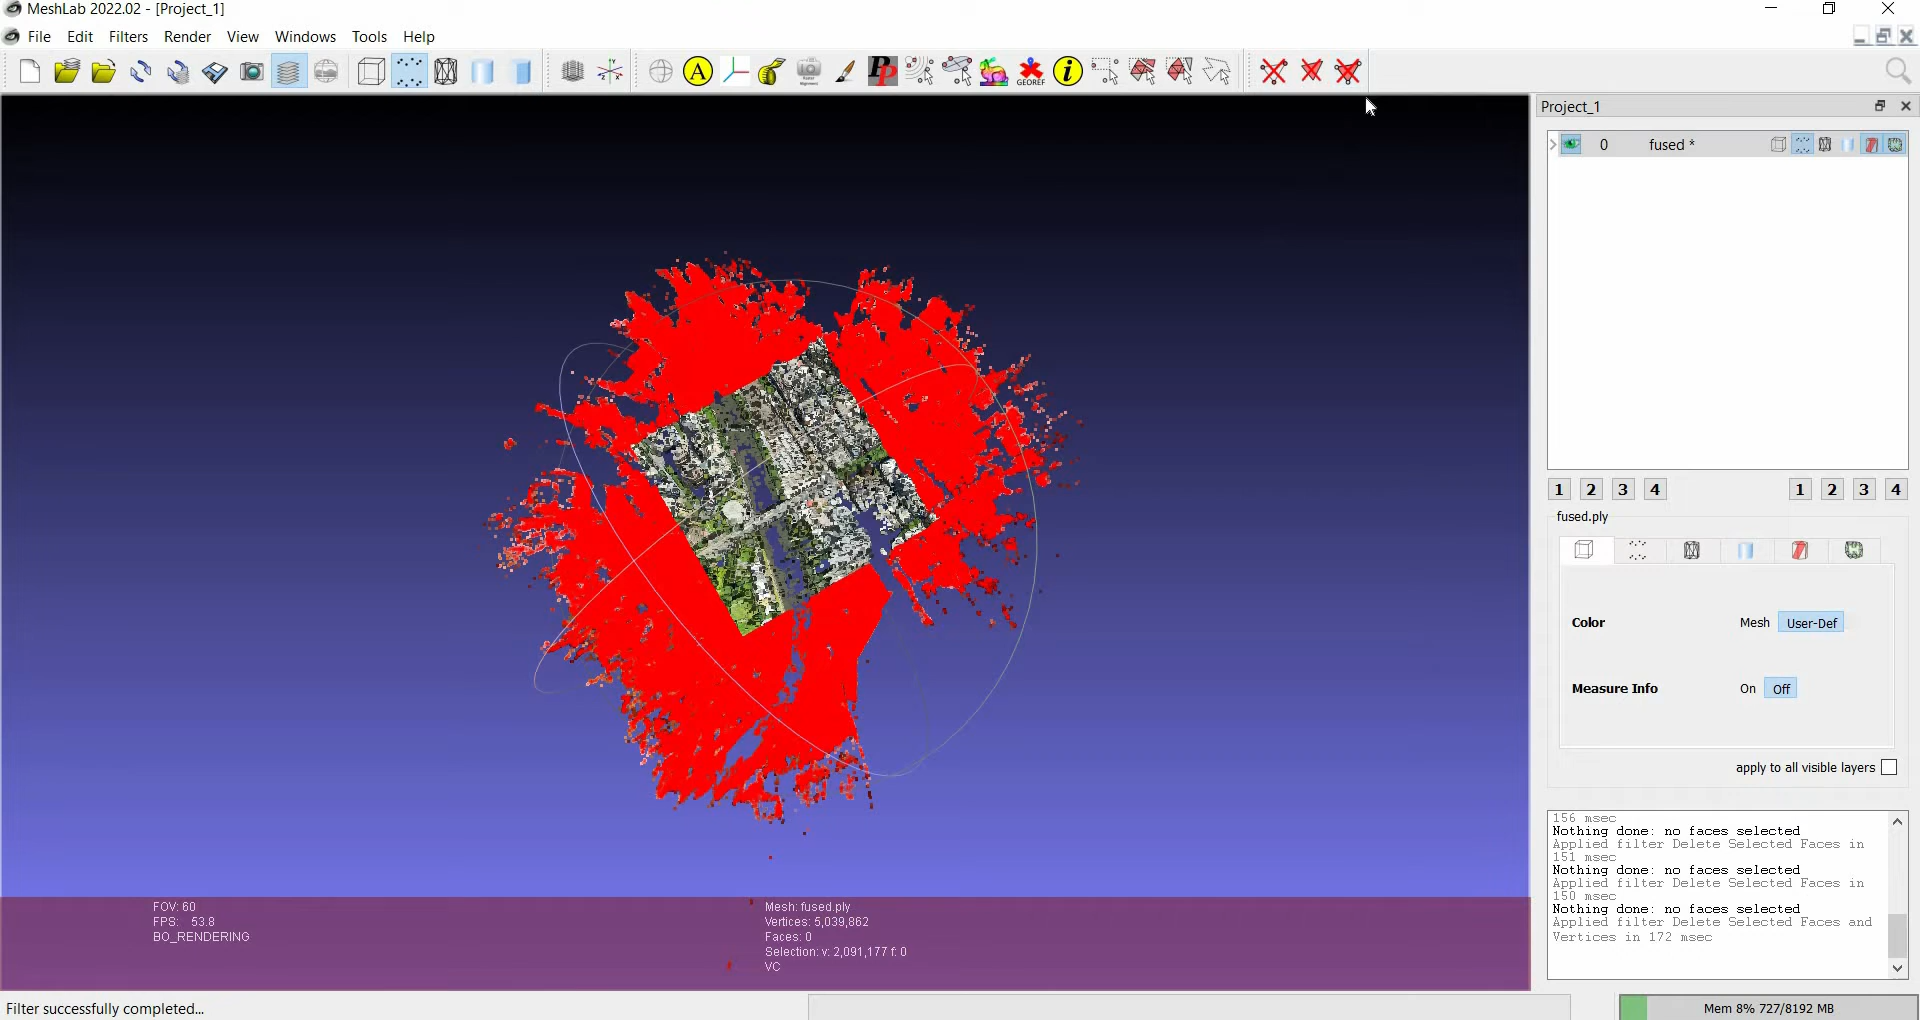 MeshLab 2022.02 - [Project_1]
File Edit Filters Render View Windows Tools Help
A
PP
GEOREF
i
Project_1
0 fused *
1 2 3 4 1 2 3 4
fused.ply
Color Mesh User-Def
Measure Info On Off
apply to all visible layers
156 msec
Nothing done: no faces selected
Applied filter Delete Selected Faces in
151 msec
Nothing done: no faces selected
Applied filter Delete Selected Faces in
150 msec
Nothing done: no faces selected
Applied filter Delete Selected Faces and
Vertices in 172 msec
FOV: 60
FPS: 53.8
BO_RENDERING
Mesh: fused.ply
Vertices: 5,039,862
Faces: 0
Selection: v: 2,091,177 f: 0
VC
Filter successfully completed...
Mem 8% 727/8192 MB